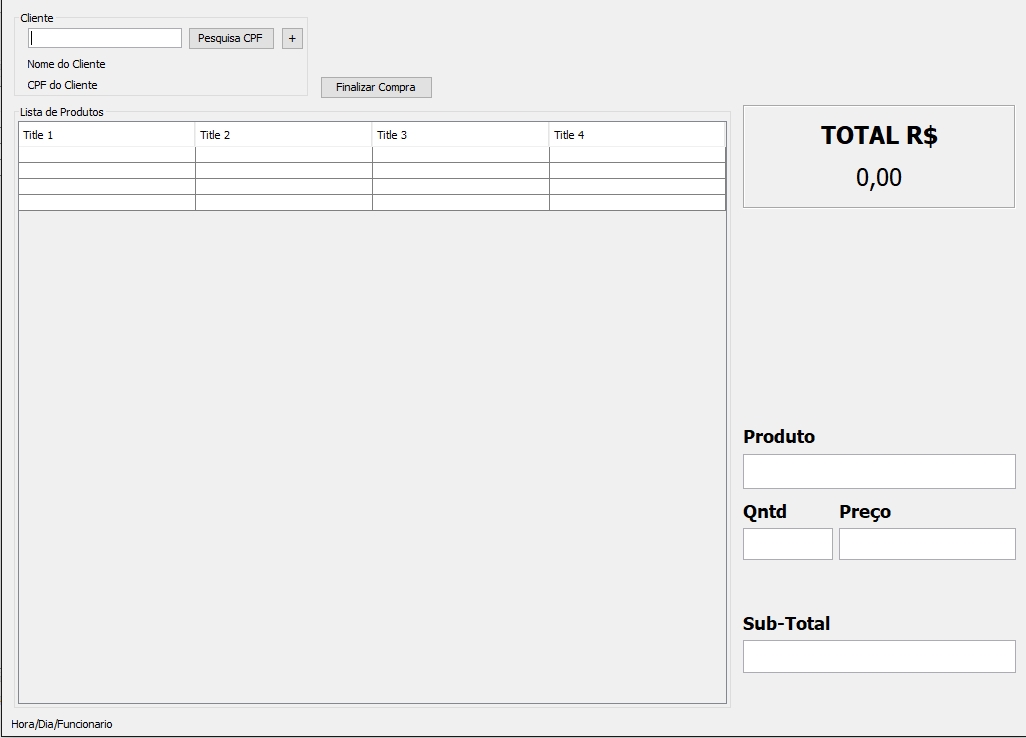 Cliente
Pesquisa CPF +
Nome do Cliente
CPF do Cliente
Finalizar Compra
Lista de Produtos
Title 1 Title 2 Title 3 Title 4
TOTAL R$
0,00
Produto
Qntd Preço
Sub-Total
Hora/Dia/Funcionario